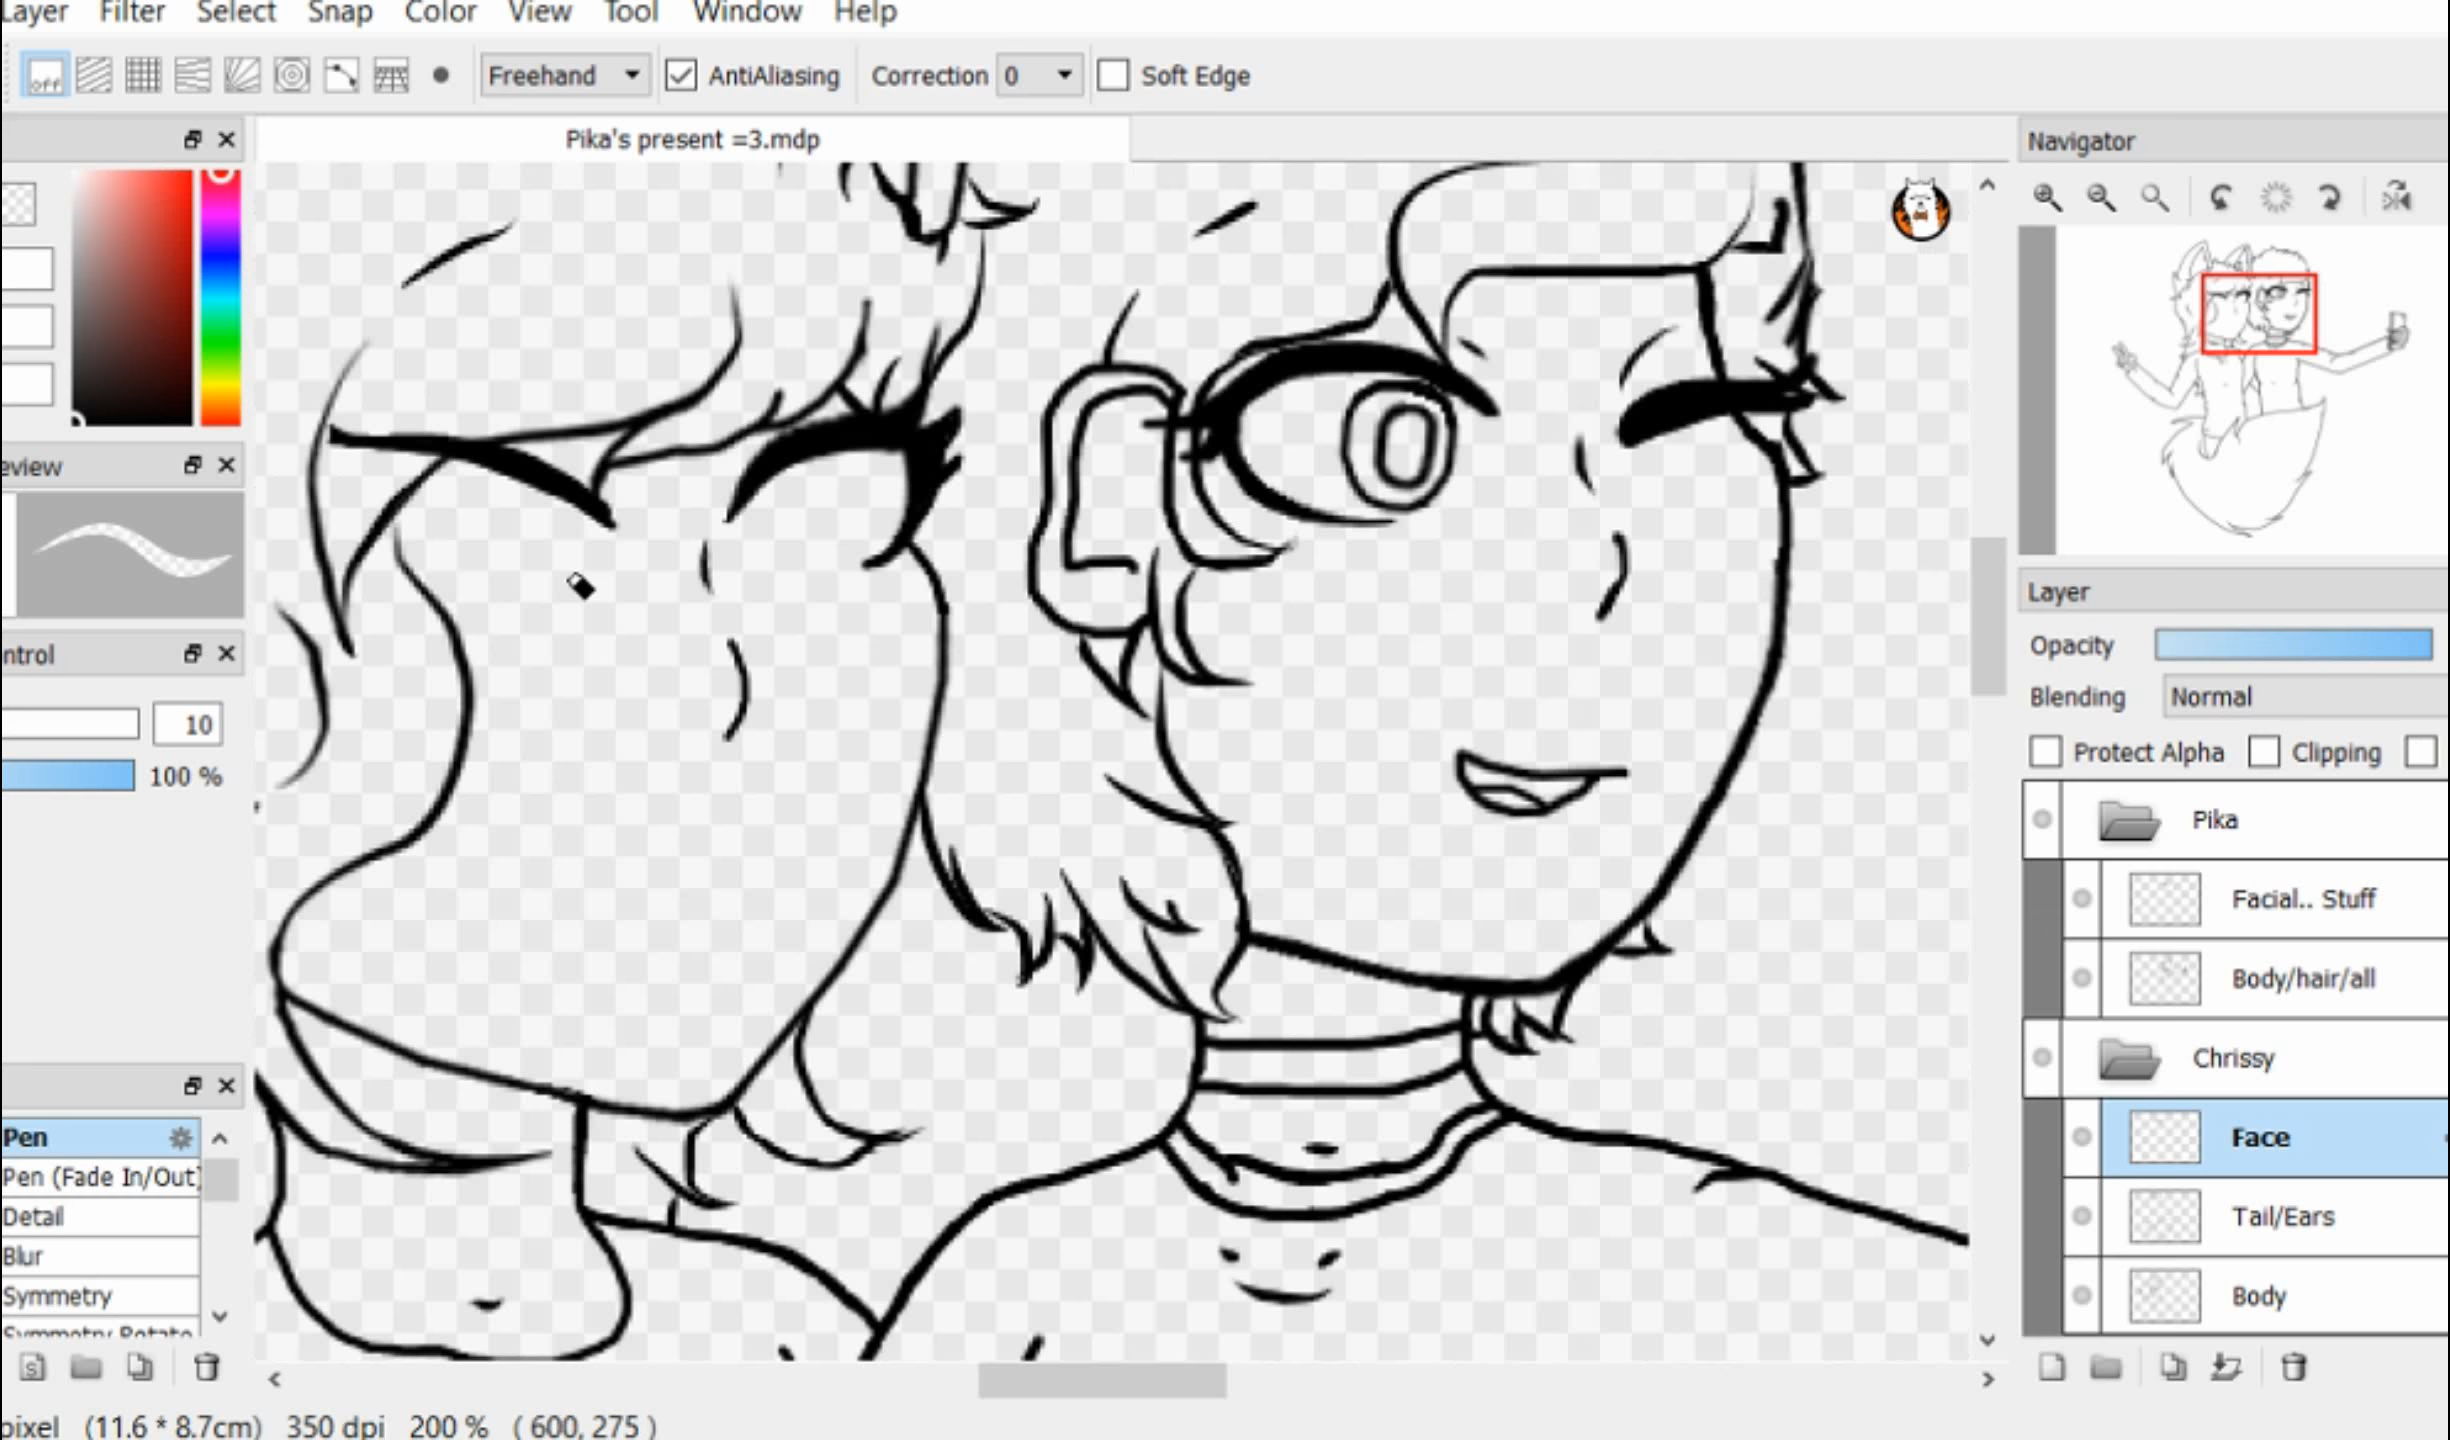 Layer Filter Select Snap Color View Tool Window Help
off Freehand AntiAliasing Correction 0 Soft Edge
Pika's present =3.mdp
Navigator
eview
ntrol
10
100 %
Pen
Pen (Fade In/Out)
Detail
Blur
Symmetry
Symmetry Rotate
Layer
Opacity
Blending Normal
Protect Alpha Clipping
Pika
Facial.. Stuff
Body/hair/all
Chrissy
Face
Tail/Ears
Body
pixel (11.6 * 8.7cm) 350 dpi 200 % ( 600, 275 )